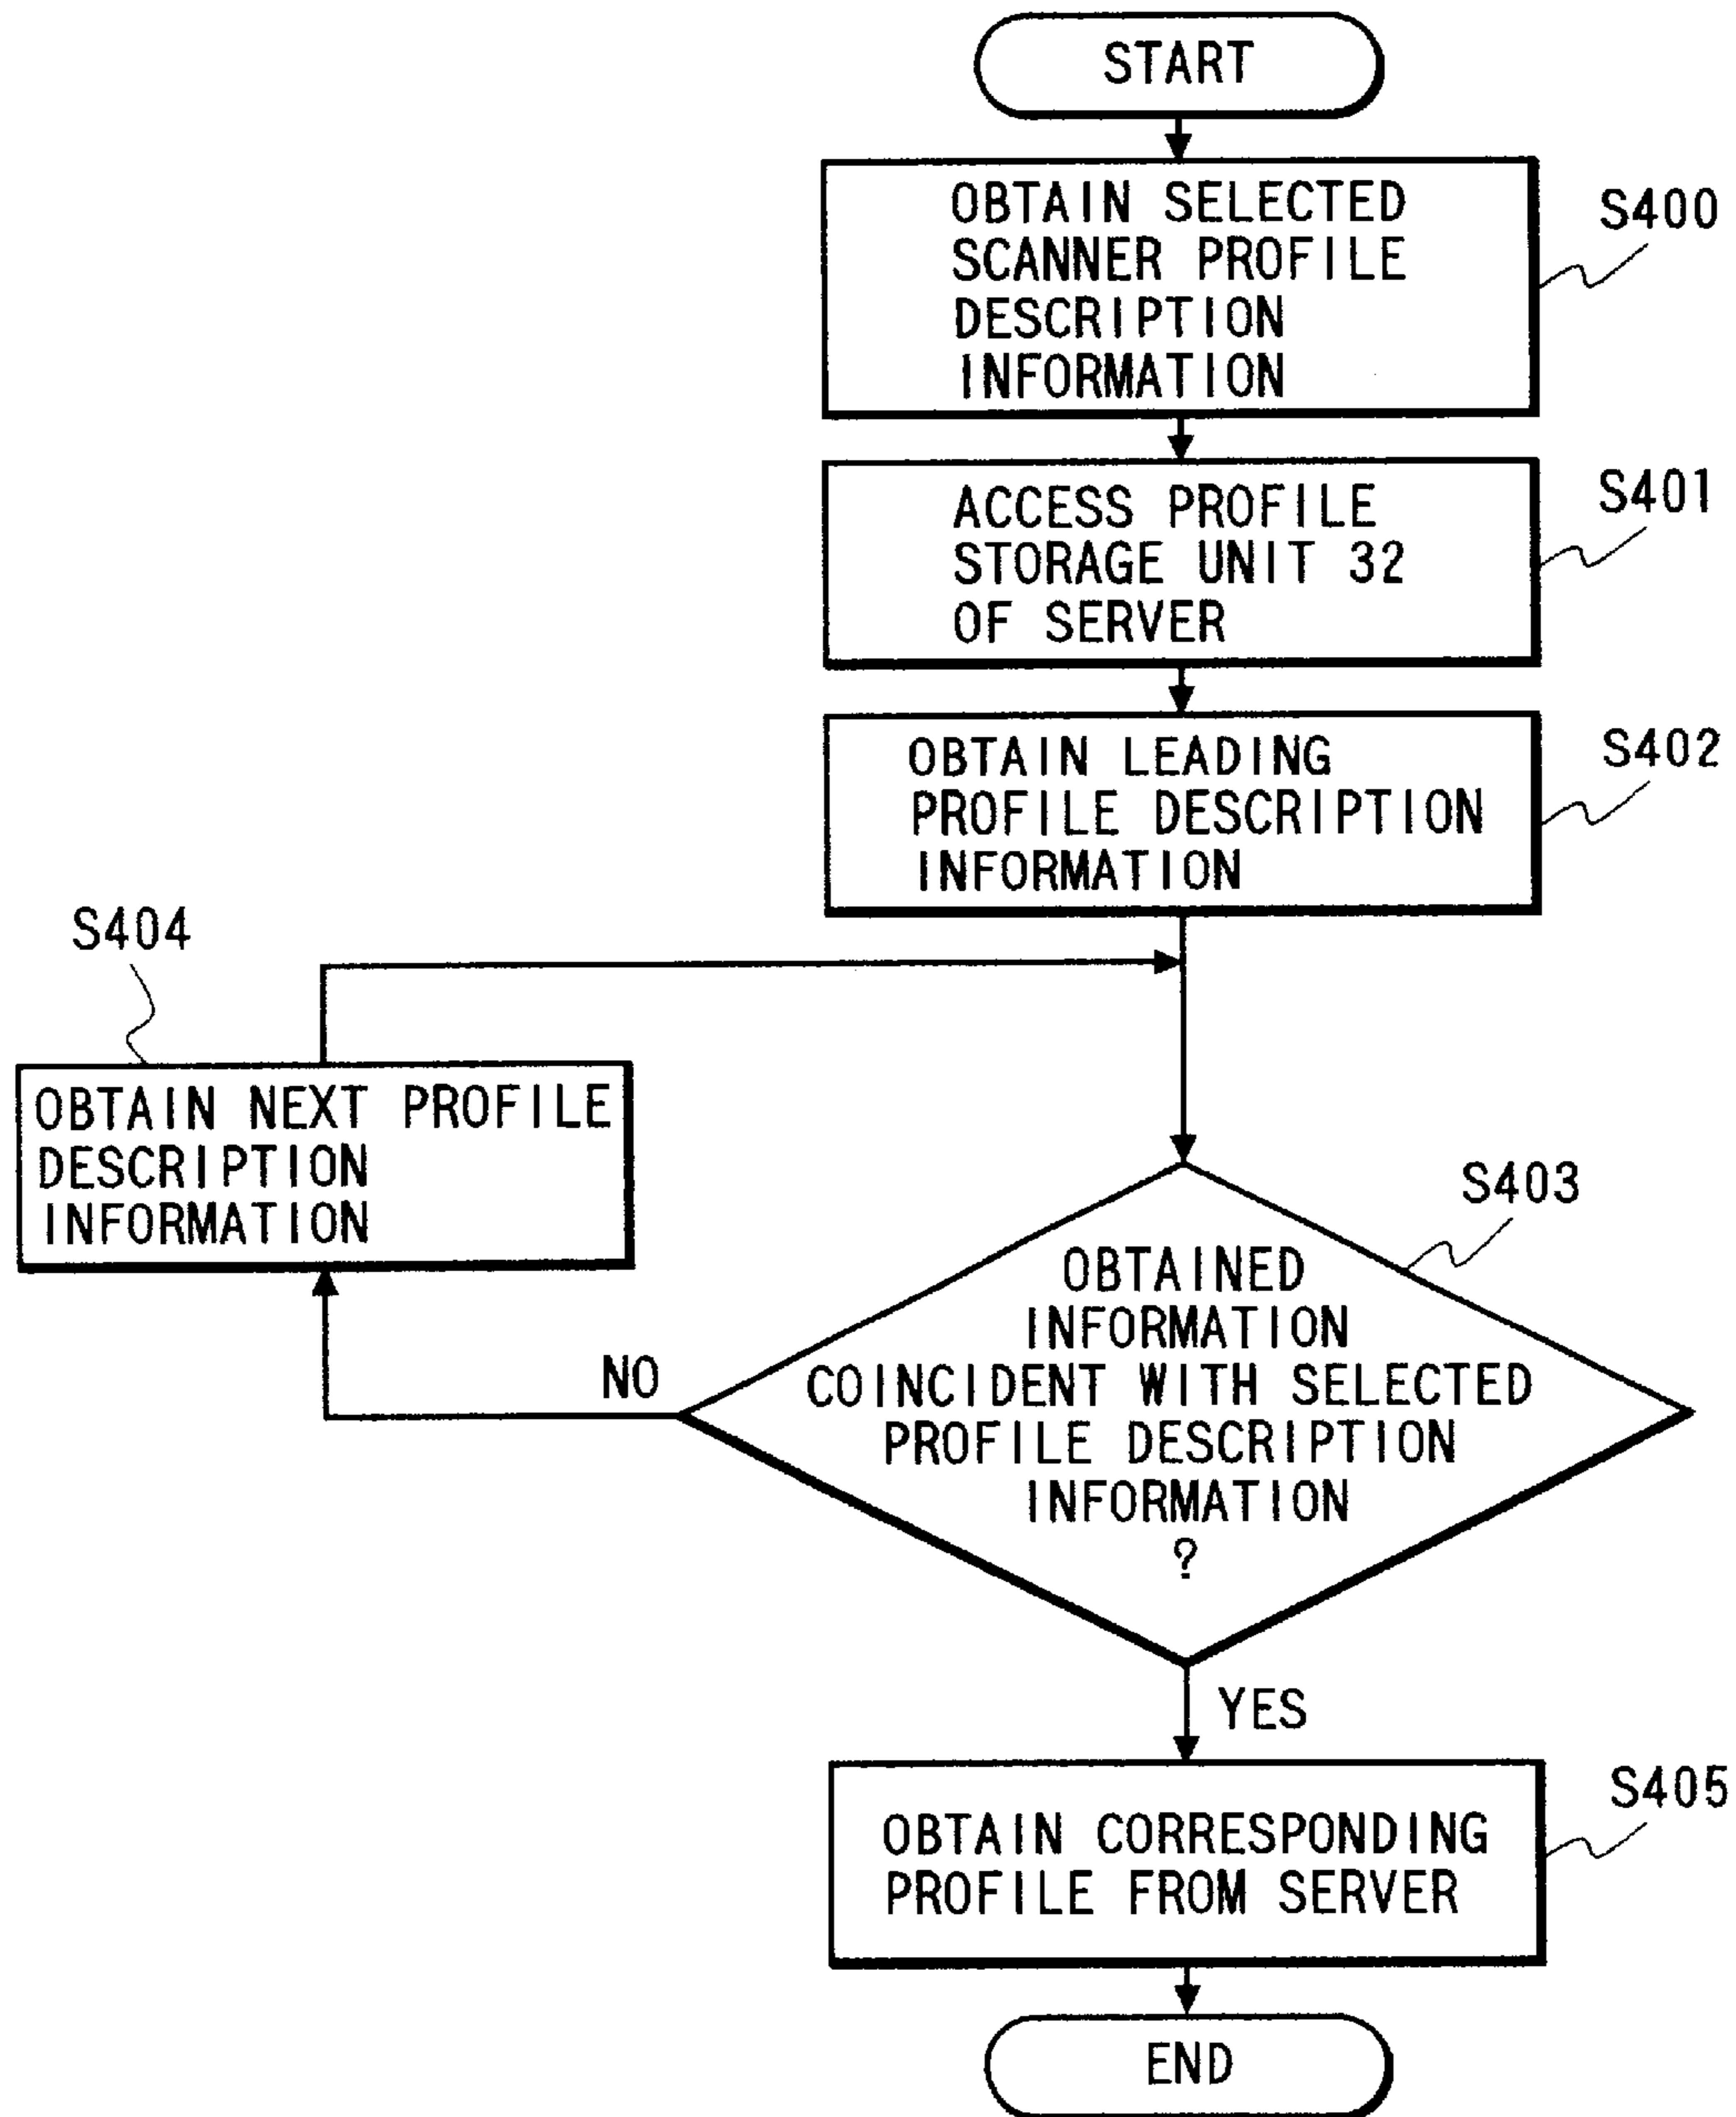 START
OBTAIN SELECTED
SCANNER PROFILE
DESCRIPTION
INFORMATION
S400
ACCESS PROFILE
STORAGE UNIT 32
OF SERVER
S401
OBTAIN LEADING
PROFILE DESCRIPTION
INFORMATION
S402
S404
OBTAIN NEXT PROFILE
DESCRIPTION
INFORMATION
S403
OBTAINED
INFORMATION
COINCIDENT WITH SELECTED
PROFILE DESCRIPTION
INFORMATION
?
NO
YES
S405
OBTAIN CORRESPONDING
PROFILE FROM SERVER
END